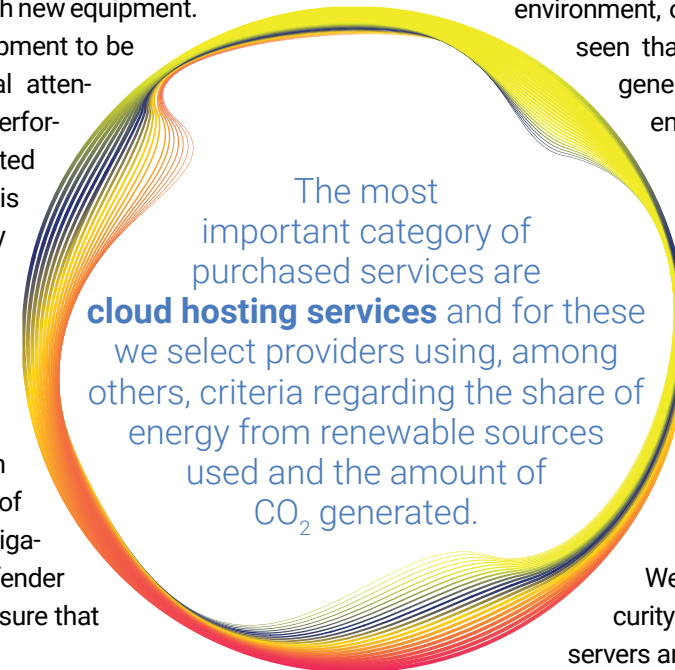 h new equipment.
pment to be
al atten-
erfor-
ted
is
y
n
of
iga-
ender
sure that
The most
important category of
purchased services are
cloud hosting services and for these
we select providers using, among
others, criteria regarding the share of
energy from renewable sources
used and the amount of
CO₂ generated.
environment, o
seen tha
gene
en
We
curity
servers ar